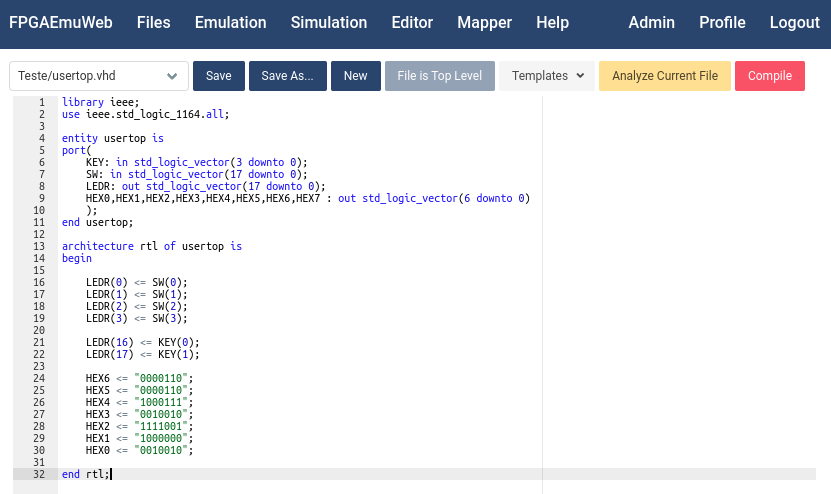 FPGAEmuWeb Files Emulation Simulation Editor Mapper Help Admin Profile Logout
Teste/usertop.vhd Save Save As... New File is Top Level Templates Analyze Current File Compile
1 library ieee;
2 use ieee.std_logic_1164.all;
3
4 entity usertop is
5 port(
6 KEY: in std_logic_vector(3 downto 0);
7 SW: in std_logic_vector(17 downto 0);
8 LEDR: out std_logic_vector(17 downto 0);
9 HEX0,HEX1,HEX2,HEX3,HEX4,HEX5,HEX6,HEX7 : out std_logic_vector(6 downto 0)
10 );
11 end usertop;
12
13 architecture rtl of usertop is
14 begin
15
16 LEDR(0) <= SW(0);
17 LEDR(1) <= SW(1);
18 LEDR(2) <= SW(2);
19 LEDR(3) <= SW(3);
20
21 LEDR(16) <= KEY(0);
22 LEDR(17) <= KEY(1);
23
24 HEX6 <= "0000110";
25 HEX5 <= "0000110";
26 HEX4 <= "1000111";
27 HEX3 <= "0010010";
28 HEX2 <= "1111001";
29 HEX1 <= "1000000";
30 HEX0 <= "0010010";
31
32 end rtl;